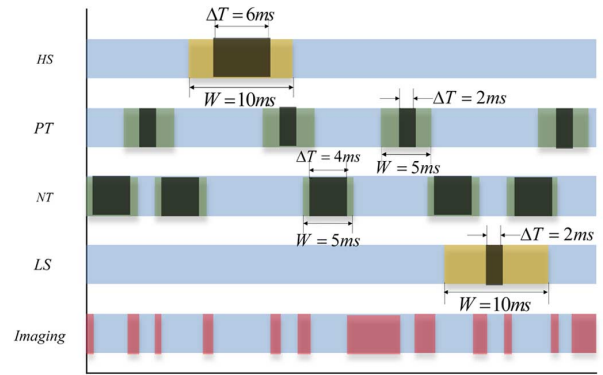 ΔT = 6ms
HS
W = 10ms
PT
ΔT = 2ms
ΔT = 4ms
W = 5ms
NT
W = 5ms
ΔT = 2ms
LS
W = 10ms
Imaging